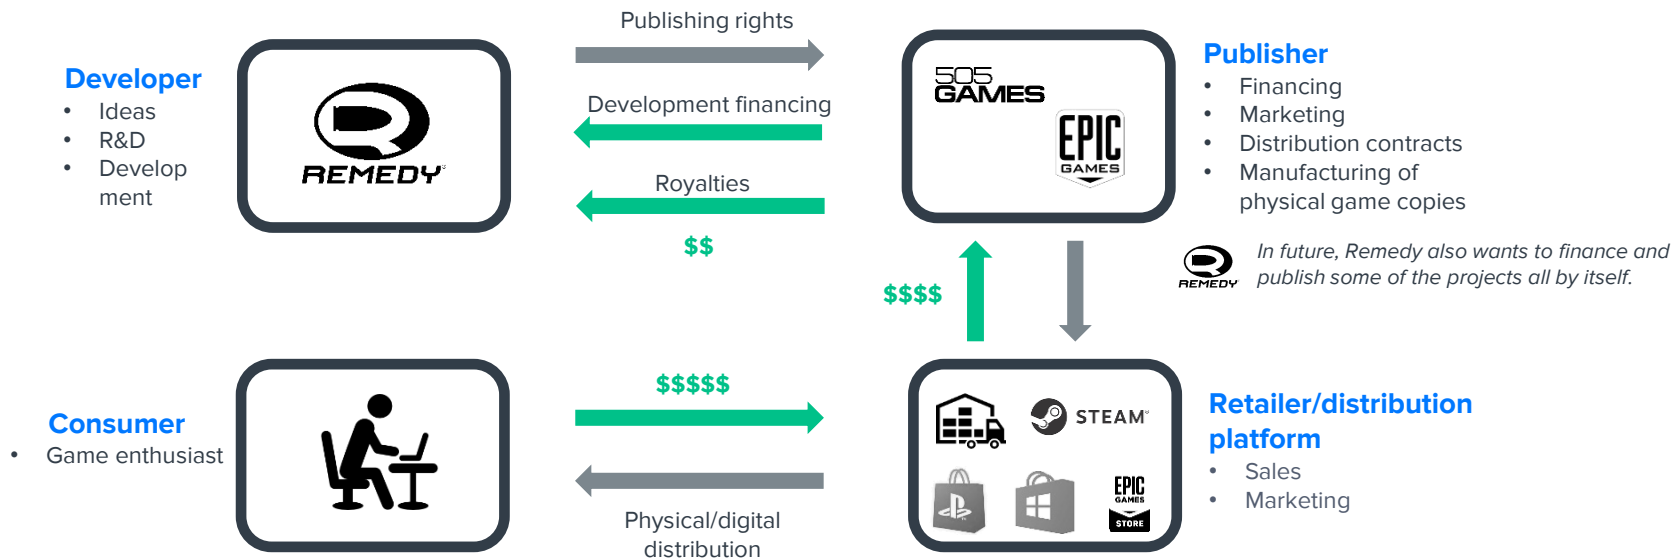 Publishing rights
Developer
• Ideas
• R&D
• Develop
ment
REMEDY
Development financing
Royalties
$$
505
GAMES
EPIC
GAMES
Publisher
• Financing
• Marketing
• Distribution contracts
• Manufacturing of
physical game copies
REMEDY
In future, Remedy also wants to finance and
publish some of the projects all by itself.
$$$$
Consumer
• Game enthusiast
$$$$$
Physical/digital
distribution
STEAM®
EPIC
GAMES
STORE
Retailer/distribution
platform
• Sales
• Marketing